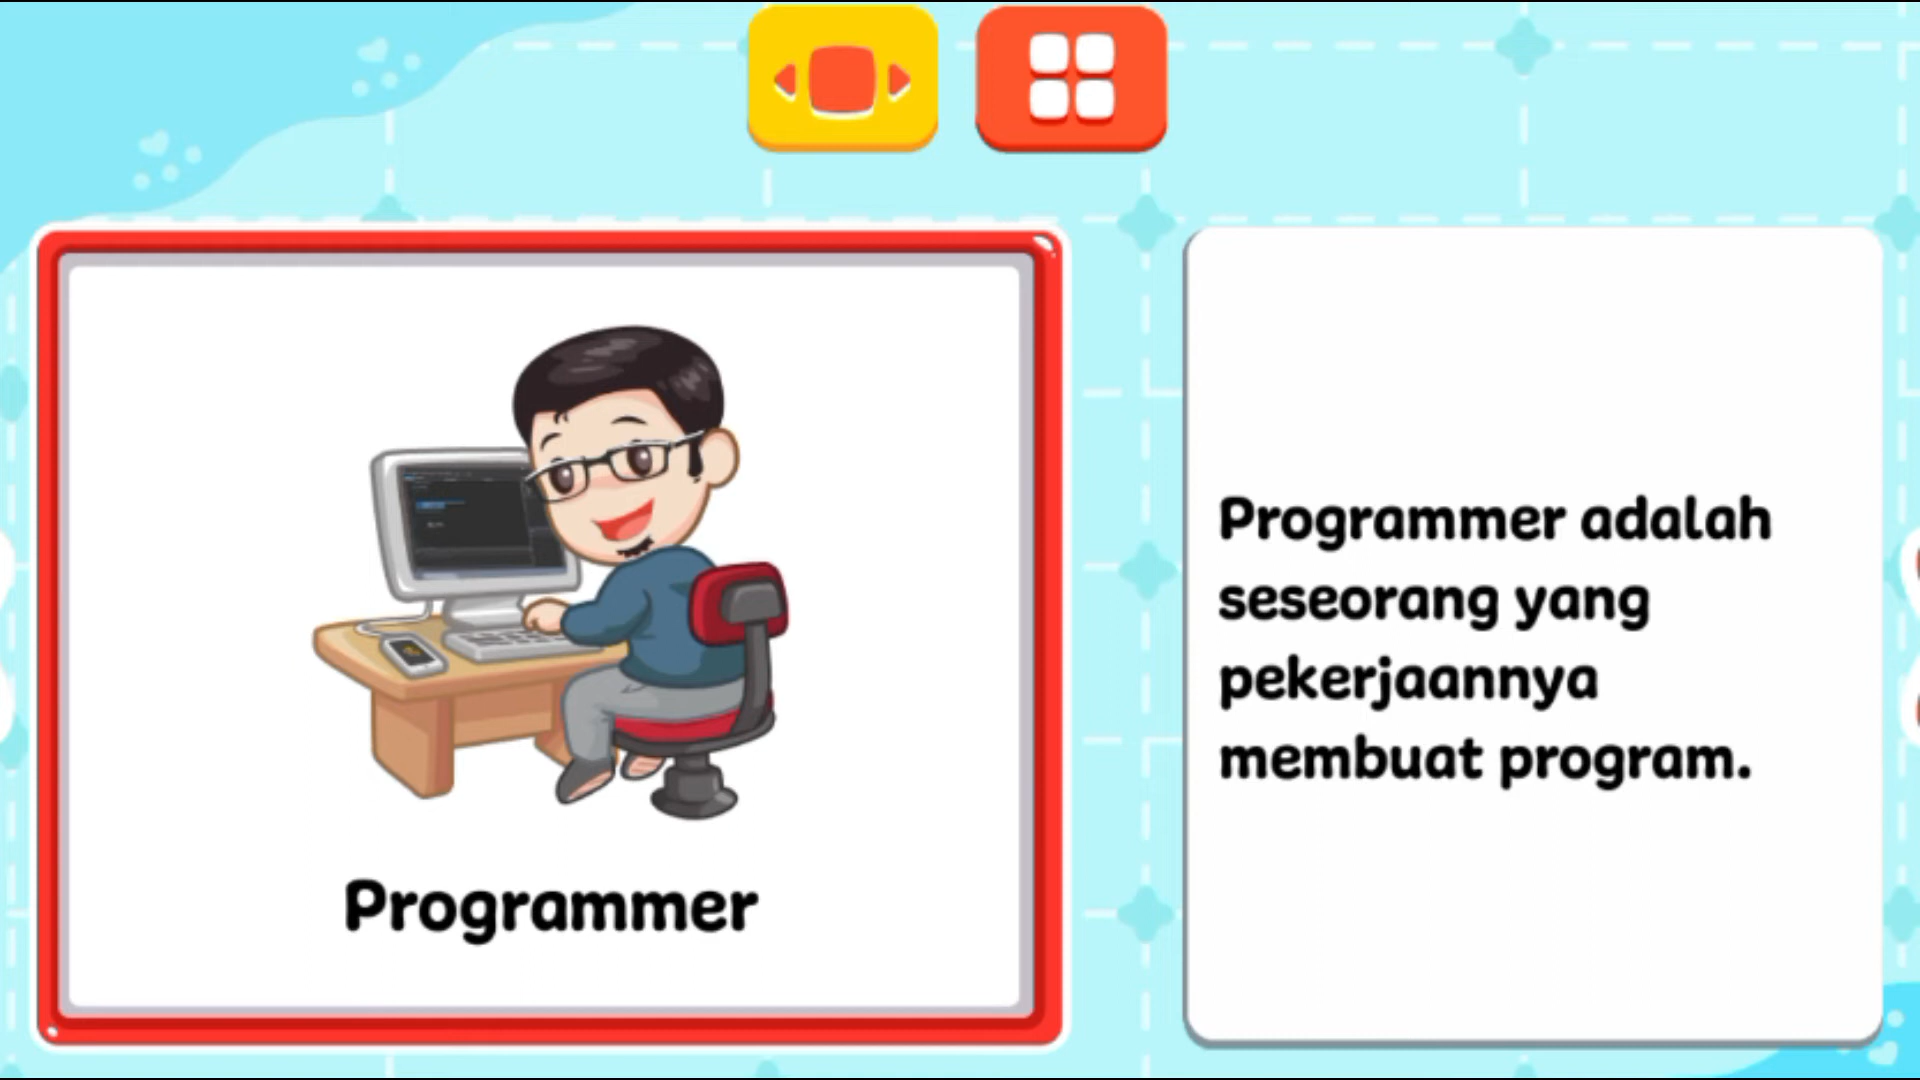 Programmer
Programmer adalah
seseorang yang
pekerjaannya
membuat program.